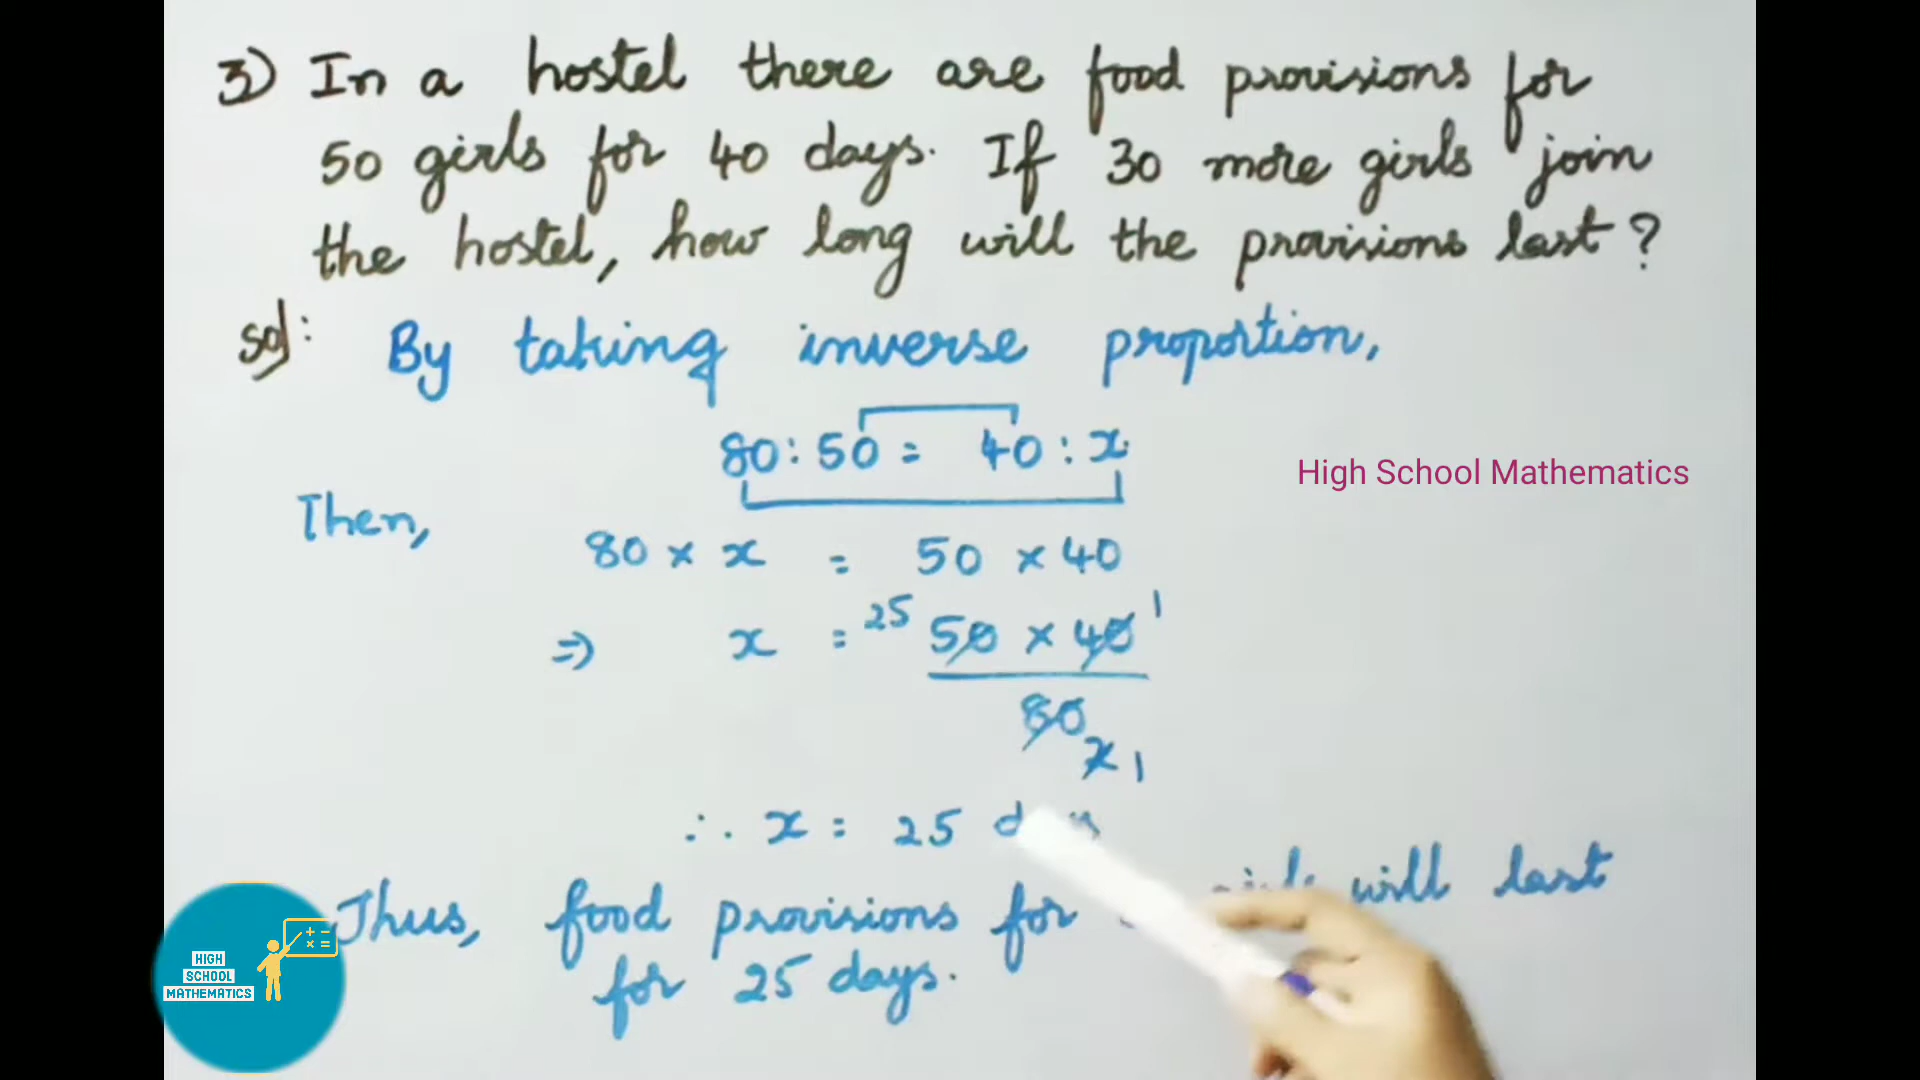 3) In a hostel there are food provisions for
50 girls for 40 days. If 30 more girls join
the hostel, how long will the provisions last?
Sol: By taking inverse proportion,
80 : 50 = 40 : x
High School Mathematics
Then,
80 × x = 50 × 40
⇒ x = 25 50 × 40 1
80
2 1
∴ x = 25
Thus, food provisions for will last
for 25 days.
HIGH
SCHOOL
MATHEMATICS
+ −
× =